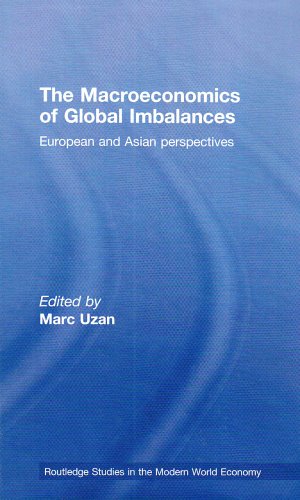 The Macroeconomics
of Global Imbalances
European and Asian perspectives
Edited by
Marc Uzan
Routledge Studies in the Modern World Economy